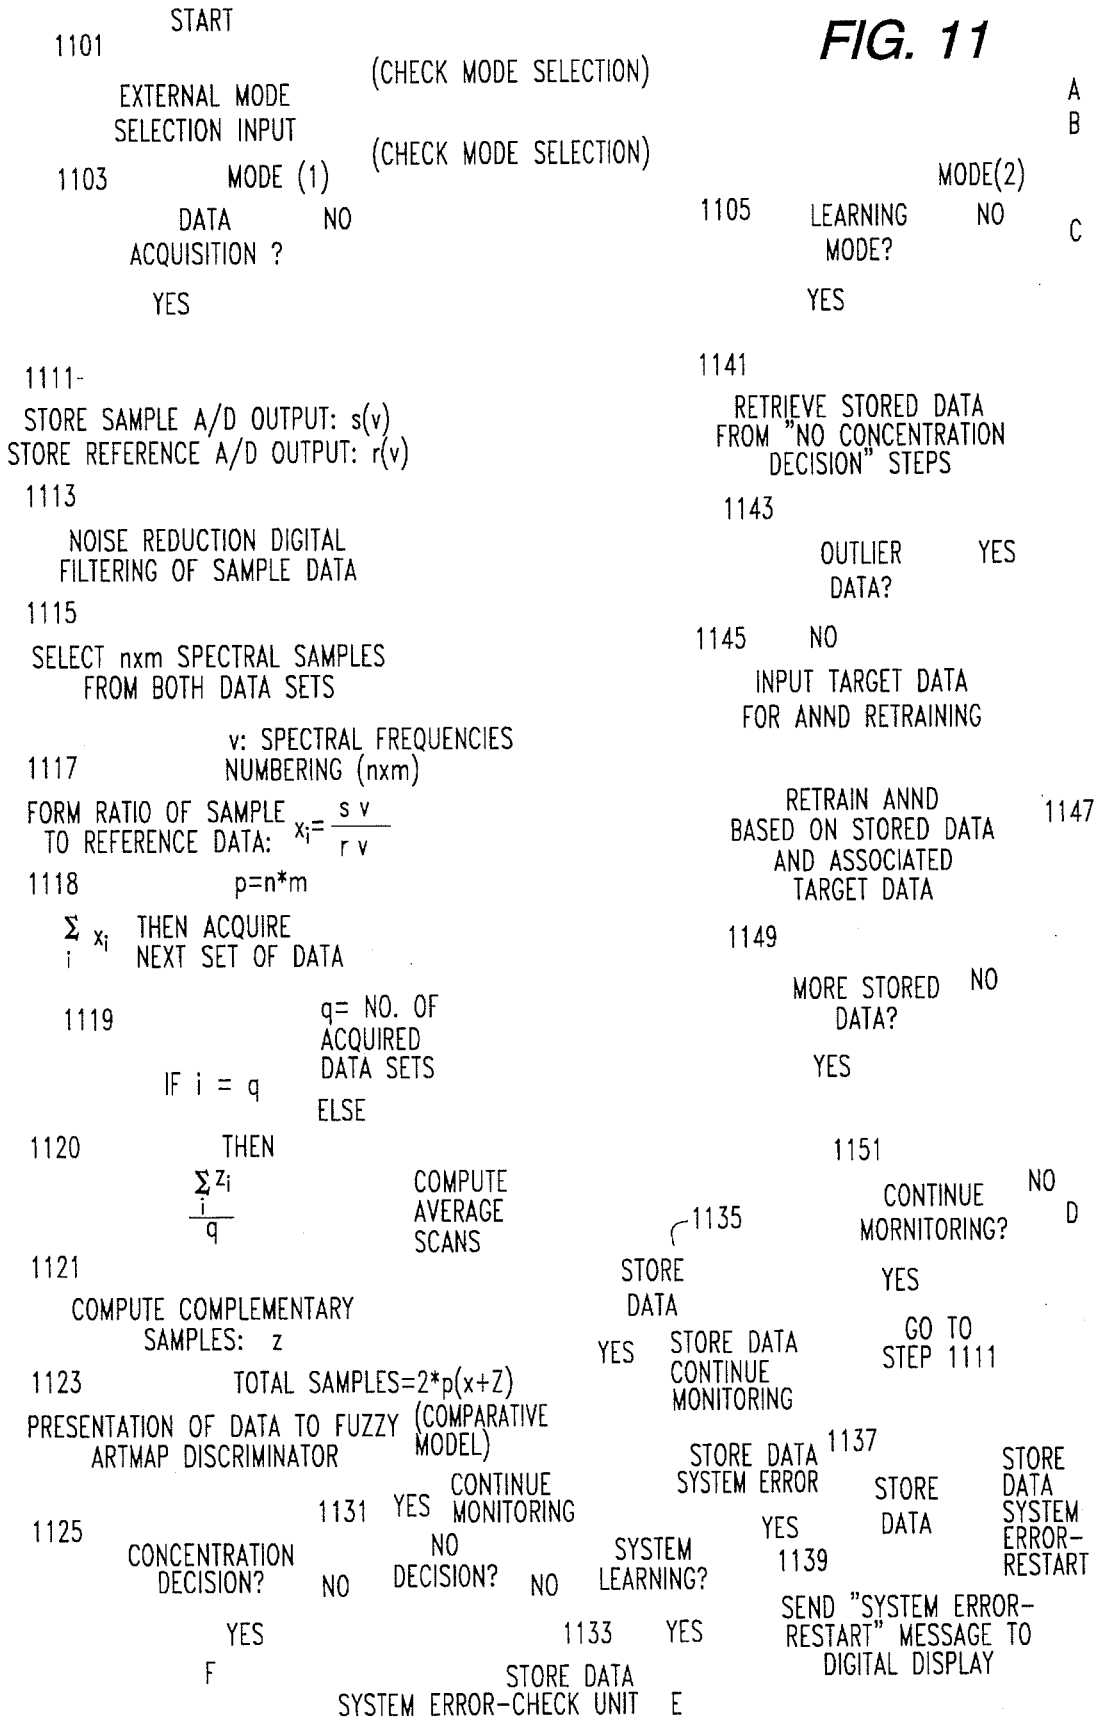 START
FIG. 11
1101
(CHECK MODE SELECTION)
EXTERNAL MODE
SELECTION INPUT
A
B
(CHECK MODE SELECTION)
1103
MODE (1)
DATA
ACQUISITION ?
NO
YES
MODE(2)
1105
LEARNING
MODE?
NO
C
YES
1111-
STORE SAMPLE A/D OUTPUT: s(v)
STORE REFERENCE A/D OUTPUT: r(v)
1113
NOISE REDUCTION DIGITAL
FILTERING OF SAMPLE DATA
1115
SELECT nxm SPECTRAL SAMPLES
FROM BOTH DATA SETS
v: SPECTRAL FREQUENCIES
NUMBERING (nxm)
1117
FORM RATIO OF SAMPLE
TO REFERENCE DATA:
xi= s v
r v
1118
p=n*m
Σ xi
i
THEN ACQUIRE
NEXT SET OF DATA
1119
q= NO. OF
ACQUIRED
DATA SETS
IF i = q
ELSE
1120
THEN
Σ zi
i
q
COMPUTE
AVERAGE
SCANS
1121
COMPUTE COMPLEMENTARY
SAMPLES: z
1123
TOTAL SAMPLES=2*p(x+Z)
PRESENTATION OF DATA TO FUZZY
ARTMAP DISCRIMINATOR
(COMPARATIVE
MODEL)
1125
CONCENTRATION
DECISION?
NO
YES
F
1131
YES
CONTINUE
MONITORING
NO
DECISION?
NO
SYSTEM
LEARNING?
1133
YES
STORE DATA
SYSTEM ERROR-CHECK UNIT
E
1141
RETRIEVE STORED DATA
FROM "NO CONCENTRATION
DECISION" STEPS
1143
OUTLIER
DATA?
YES
1145
NO
INPUT TARGET DATA
FOR ANND RETRAINING
RETRAIN ANND
BASED ON STORED DATA
AND ASSOCIATED
TARGET DATA
1147
1149
MORE STORED
DATA?
NO
YES
1151
CONTINUE
MORNITORING?
NO
D
YES
GO TO
STEP 1111
1135
STORE
DATA
YES
STORE DATA
CONTINUE
MONITORING
STORE DATA
SYSTEM ERROR
1137
STORE
DATA
STORE
DATA
SYSTEM
ERROR-
RESTART
YES
1139
SEND "SYSTEM ERROR-
RESTART" MESSAGE TO
DIGITAL DISPLAY